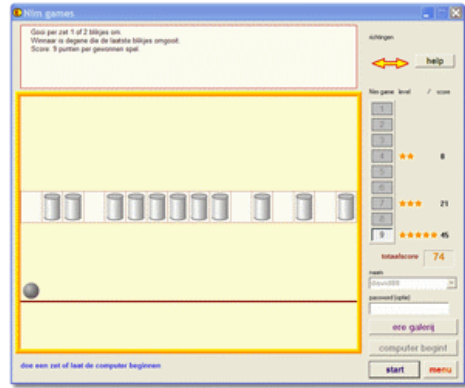 Nim games
Gooi per zet 1 of 2 blikjes om.
Winnaar is degene die de laatste blikjes omgooit.
Score: 9 punten per gewonnen spel.
richtingen
help
Nim game level / score
1
2
3
4 8
5
6
7 21
8
9 45
totaalscore 74
naam
password (optie)
ere galerij
computer begint
start menu
doe een zet of laat de computer beginnen